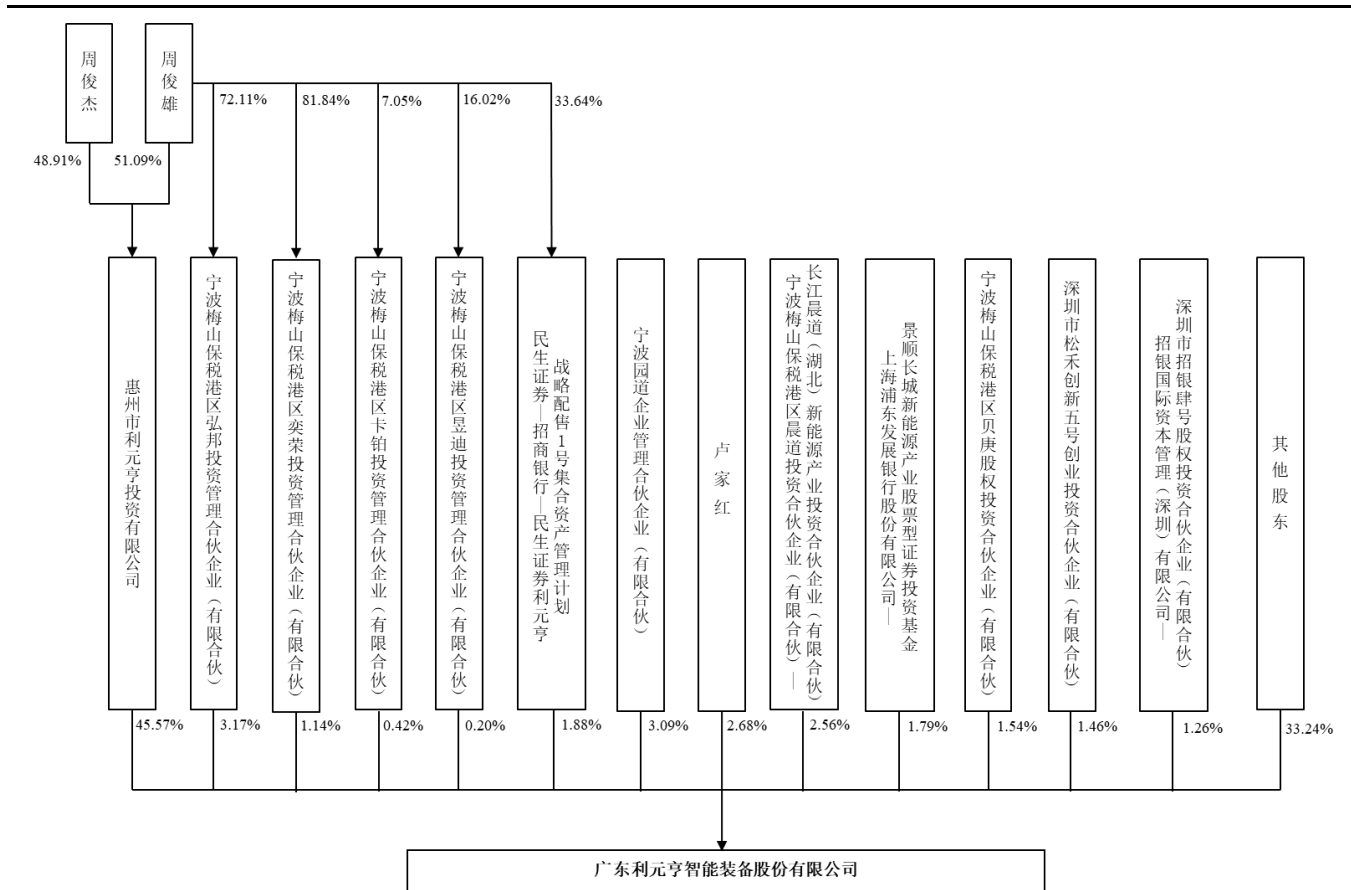 周俊杰
周俊雄
72.11%
81.84%
7.05%
16.02%
33.64%
48.91%
51.09%
惠州市利元亨投资有限公司
宁波梅山保税港区弘邦投资管理合伙企业（有限合伙）
宁波梅山保税港区奕荣投资管理合伙企业（有限合伙）
宁波梅山保税港区卡铂投资管理合伙企业（有限合伙）
宁波梅山保税港区昱迪投资管理合伙企业（有限合伙）
民生证券—招商银行—民生证券利元亨
战略配售1号集合资产管理计划
宁波园道企业管理合伙企业（有限合伙）
卢家红
宁波梅山保税港区晨道投资合伙企业（有限合伙）—
长江晨道（湖北）新能源产业投资合伙企业（有限合伙）
上海浦东发展银行股份有限公司—
景顺长城新能源产业股票型证券投资基金
宁波梅山保税港区贝庚股权投资合伙企业（有限合伙）
深圳市松禾创新五号创业投资合伙企业（有限合伙）
招银国际资本管理（深圳）有限公司—
深圳市招银肆号股权投资合伙企业（有限合伙）
其他股东
45.57%
3.17%
1.14%
0.42%
0.20%
1.88%
3.09%
2.68%
2.56%
1.79%
1.54%
1.46%
1.26%
33.24%
广东利元亨智能装备股份有限公司